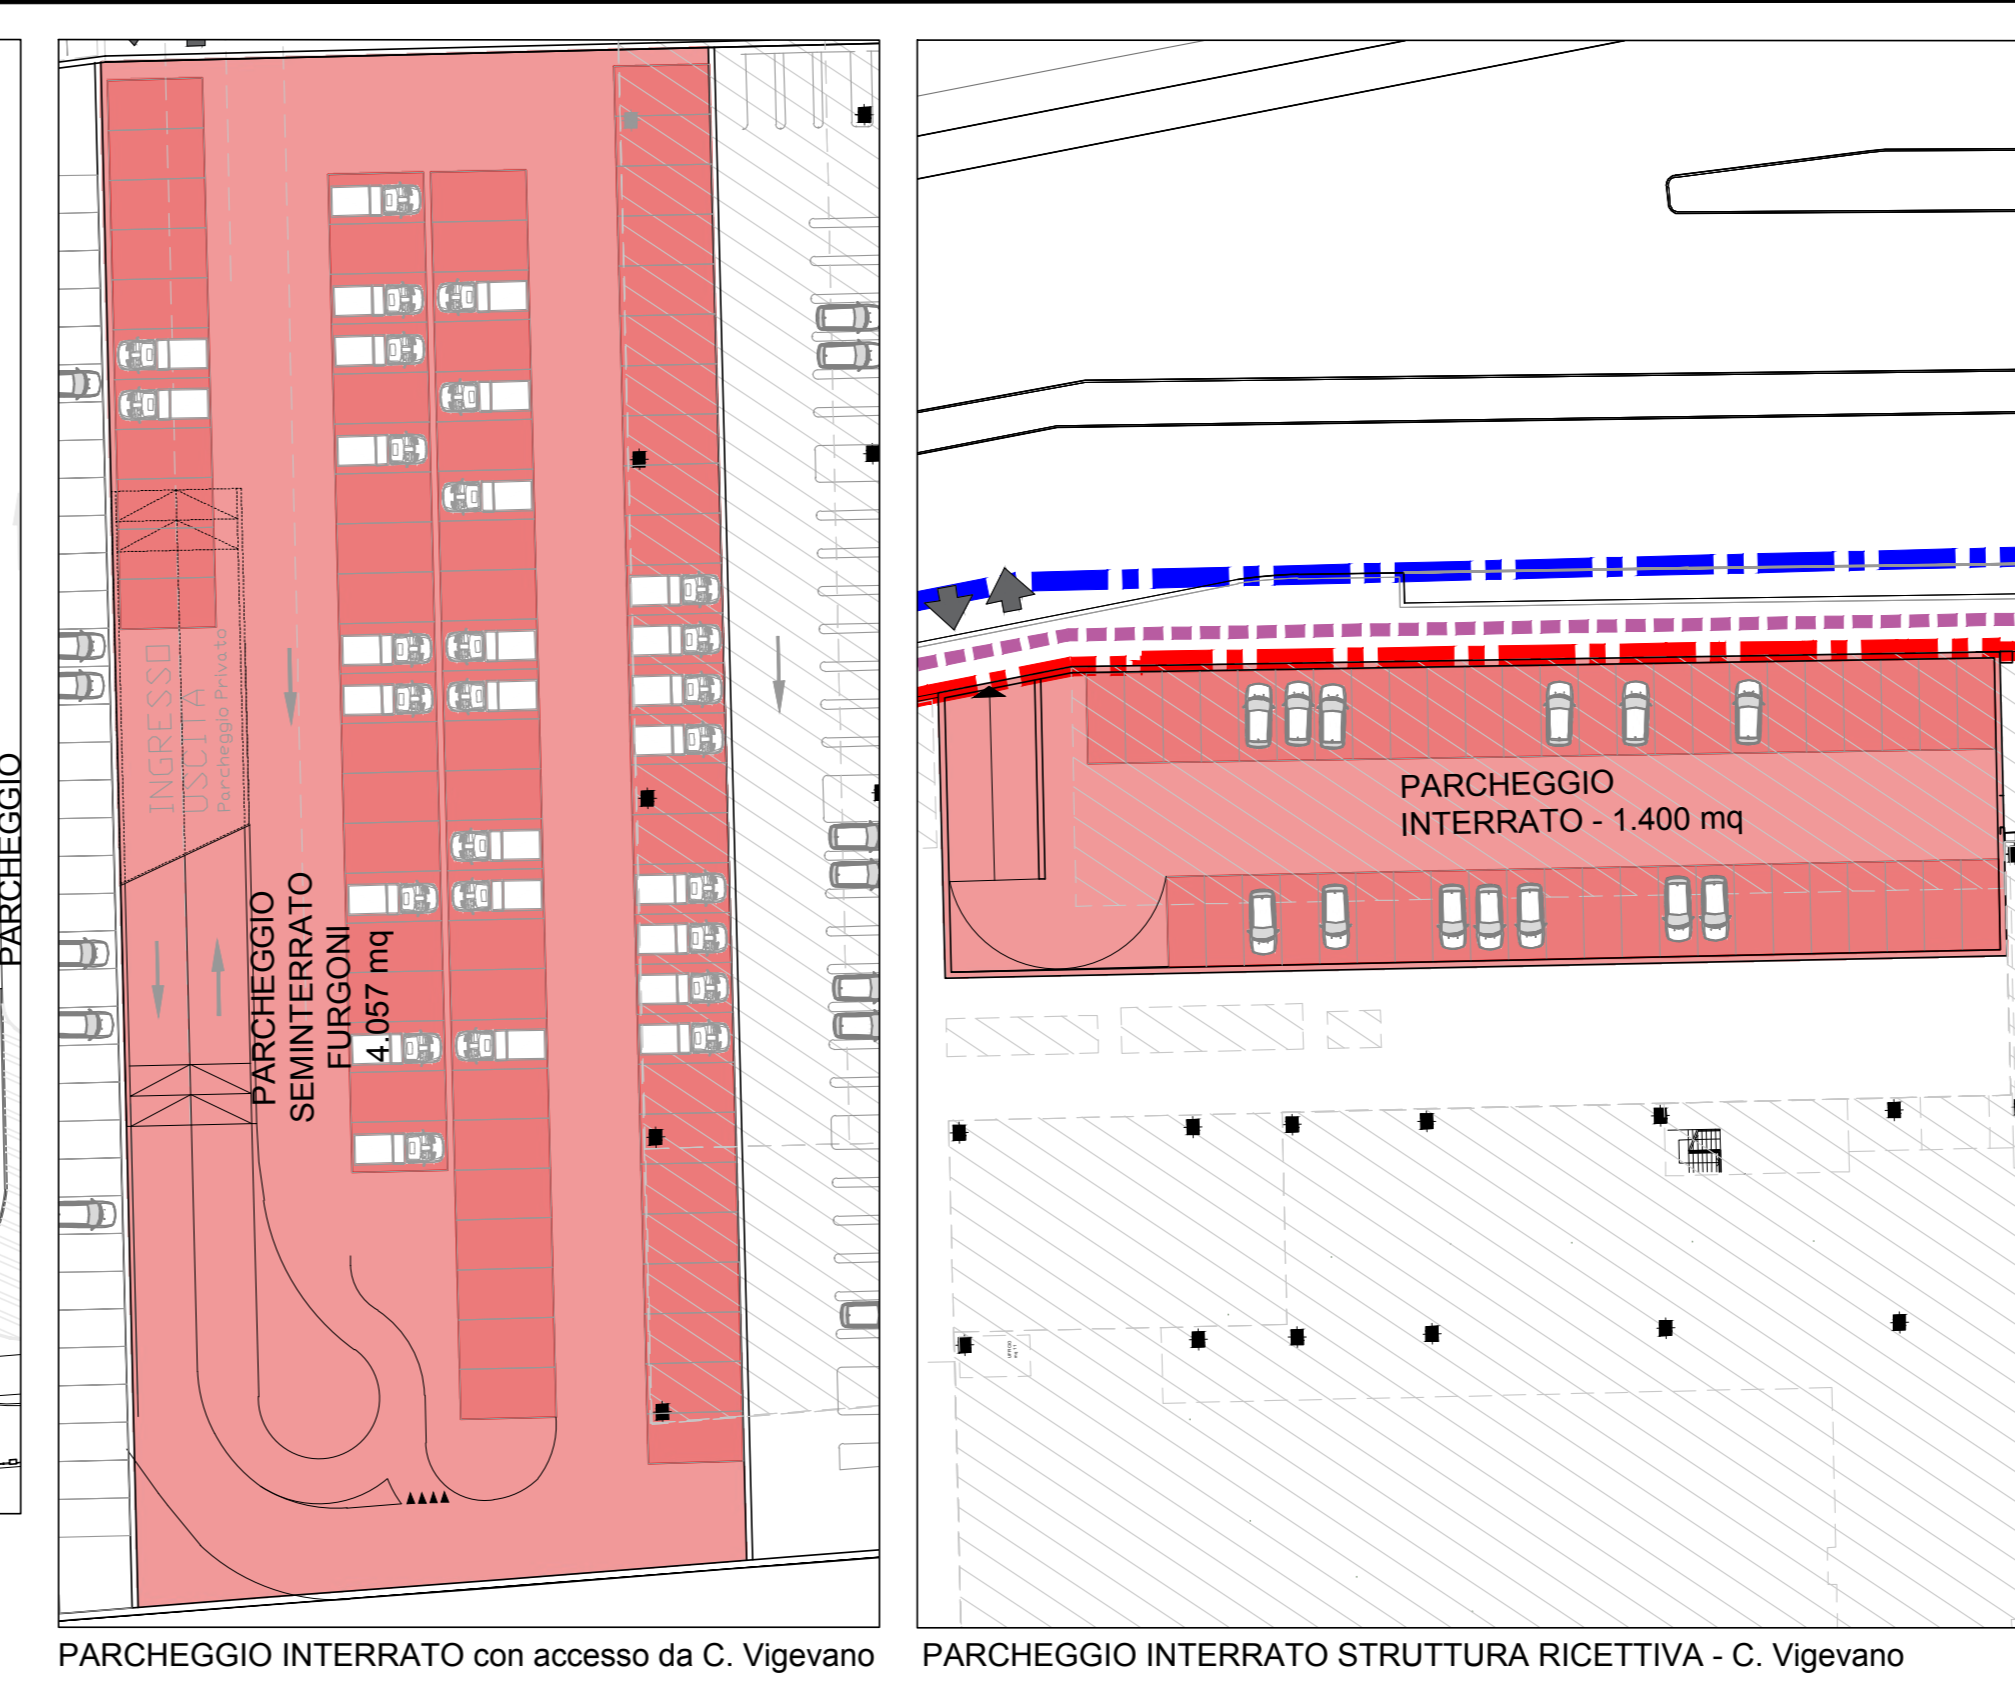 PARCHEGGIO
INGRESSO
USCITA
Parcheggio Privato
PARCHEGGIO
SEMINTERRATO
FURGONI
4.057 mq
PARCHEGGIO
INTERRATO - 1.400 mq
PARCHEGGIO INTERRATO con accesso da C. Vigevano
PARCHEGGIO INTERRATO STRUTTURA RICETTIVA - C. Vigevano